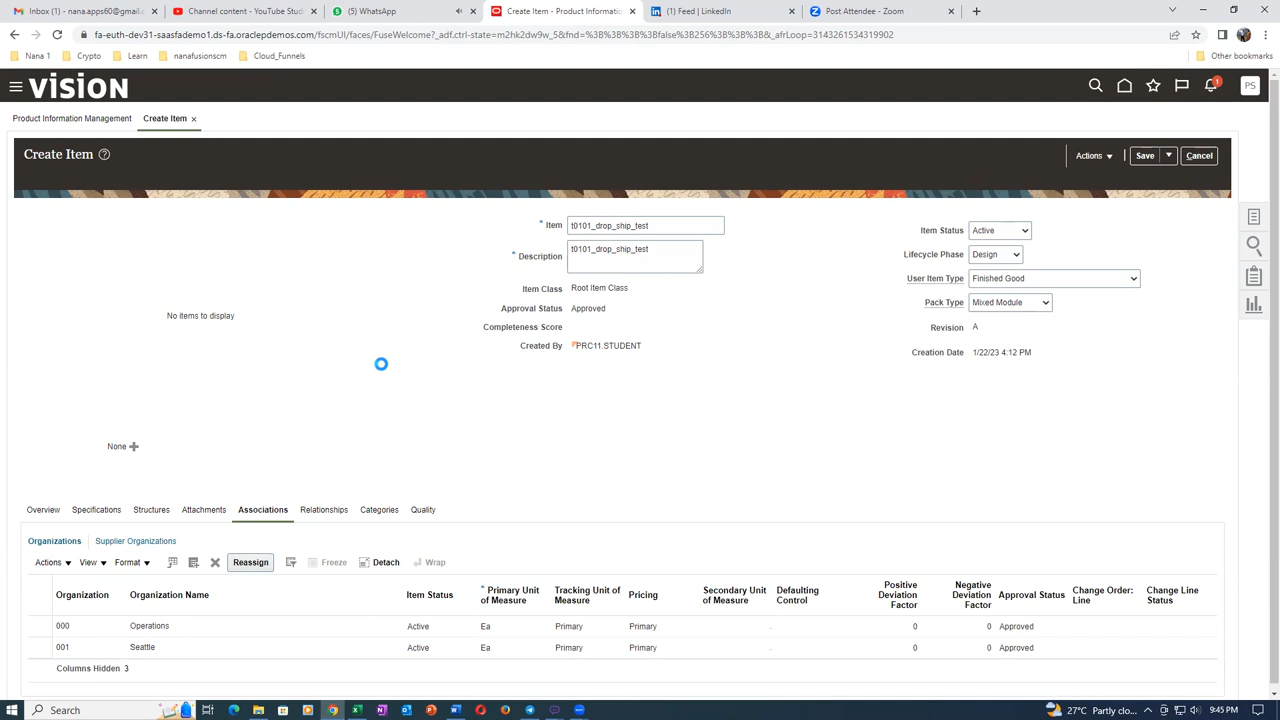 Inbox (1) - nana.apps60@gmail.c
Channel content - YouTube Stud
(5) WhatsApp
Create Item - Product Informatio
(1) Feed | LinkedIn
Post Attendee - Zoom
fa-euth-dev31-saasfademo1.ds-fa.oraclepdemos.com/fscmUI/faces/FuseWelcome?_adf.ctrl-state=m2hk2dw9w_5&fnd=%3B%3B%3B%3Bfalse%3B256%3B%3B%3B&_afrLoop=3143261534319902
Nana 1
Crypto
Learn
nanafusionscm
Cloud_Funnels
Other bookmarks
VISION
1
PS
Product Information Management
Create Item
Create Item
Actions
Save
Cancel
* Item t0101_drop_ship_test
* Description t0101_drop_ship_test
Item Class Root Item Class
Approval Status Approved
Completeness Score
Created By PRC11.STUDENT
Item Status Active
Lifecycle Phase Design
User Item Type Finished Good
Pack Type Mixed Module
Revision A
Creation Date 1/22/23 4:12 PM
No items to display
None
Overview Specifications Structures Attachments Associations Relationships Categories Quality
Organizations Supplier Organizations
Actions View Format Reassign Freeze Detach Wrap
Organization Organization Name Item Status * Primary Unit of Measure Tracking Unit of Measure Pricing Secondary Unit of Measure Defaulting Control Positive Deviation Factor Negative Deviation Factor Approval Status Change Order: Line Change Line Status
000 Operations Active Ea Primary Primary 0 0 Approved
001 Seattle Active Ea Primary Primary 0 0 Approved
Columns Hidden 3
Search
27°C Partly clo...
9:45 PM